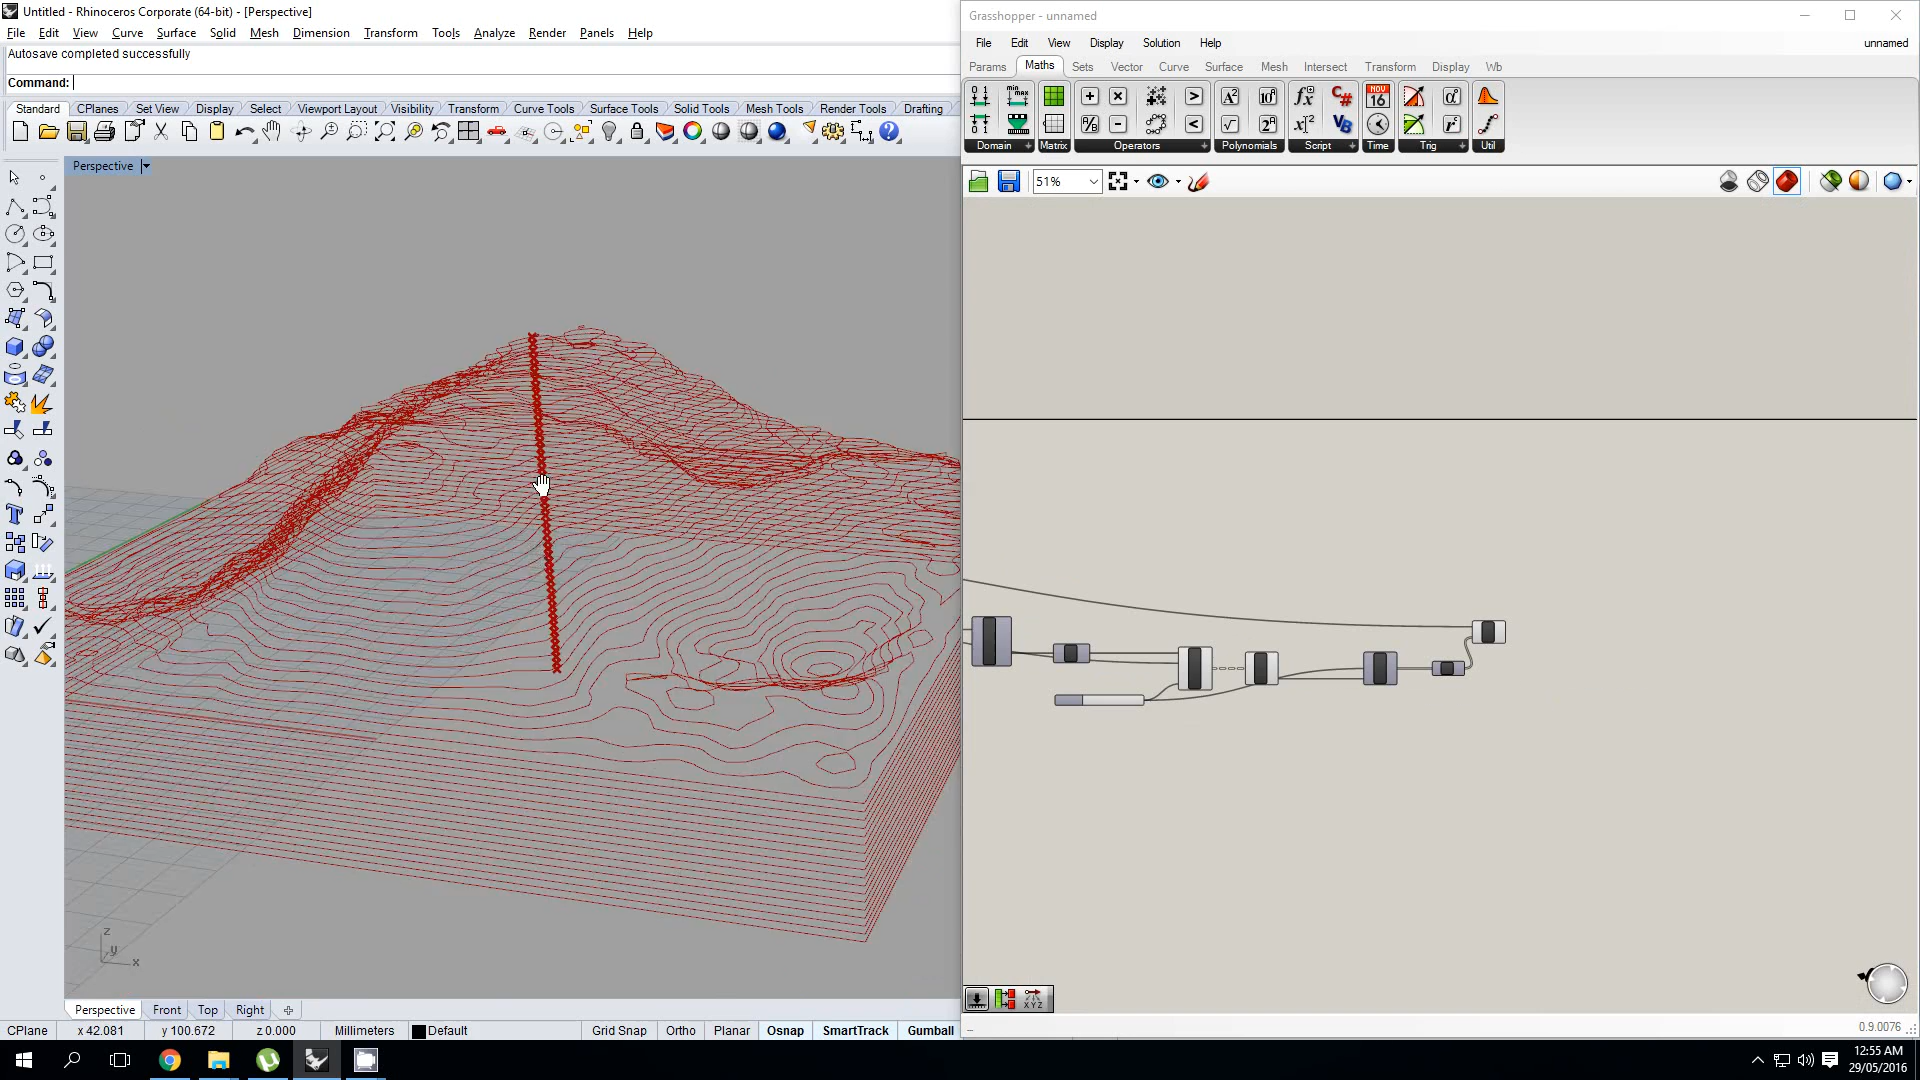 Untitled - Rhinoceros Corporate (64-bit) - [Perspective]
File Edit View Curve Surface Solid Mesh Dimension Transform Tools Analyze Render Panels Help
Autosave completed successfully
Command:
Standard CPlanes Set View Display Select Viewport Layout Visibility Transform Curve Tools Surface Tools Solid Tools Mesh Tools Render Tools Drafting
Perspective
z
y
x
Perspective Front Top Right
CPlane x 42.081 y 100.672 z 0.000 Millimeters Default Grid Snap Ortho Planar Osnap SmartTrack Gumball
Grasshopper - unnamed
File Edit View Display Solution Help unnamed
Params Maths Sets Vector Curve Surface Mesh Intersect Transform Display Wb
Domain Matrix Operators Polynomials Script Time Trig Util
NOV
16
51%
XYZ
0.9.0076
12:55 AM
29/05/2016